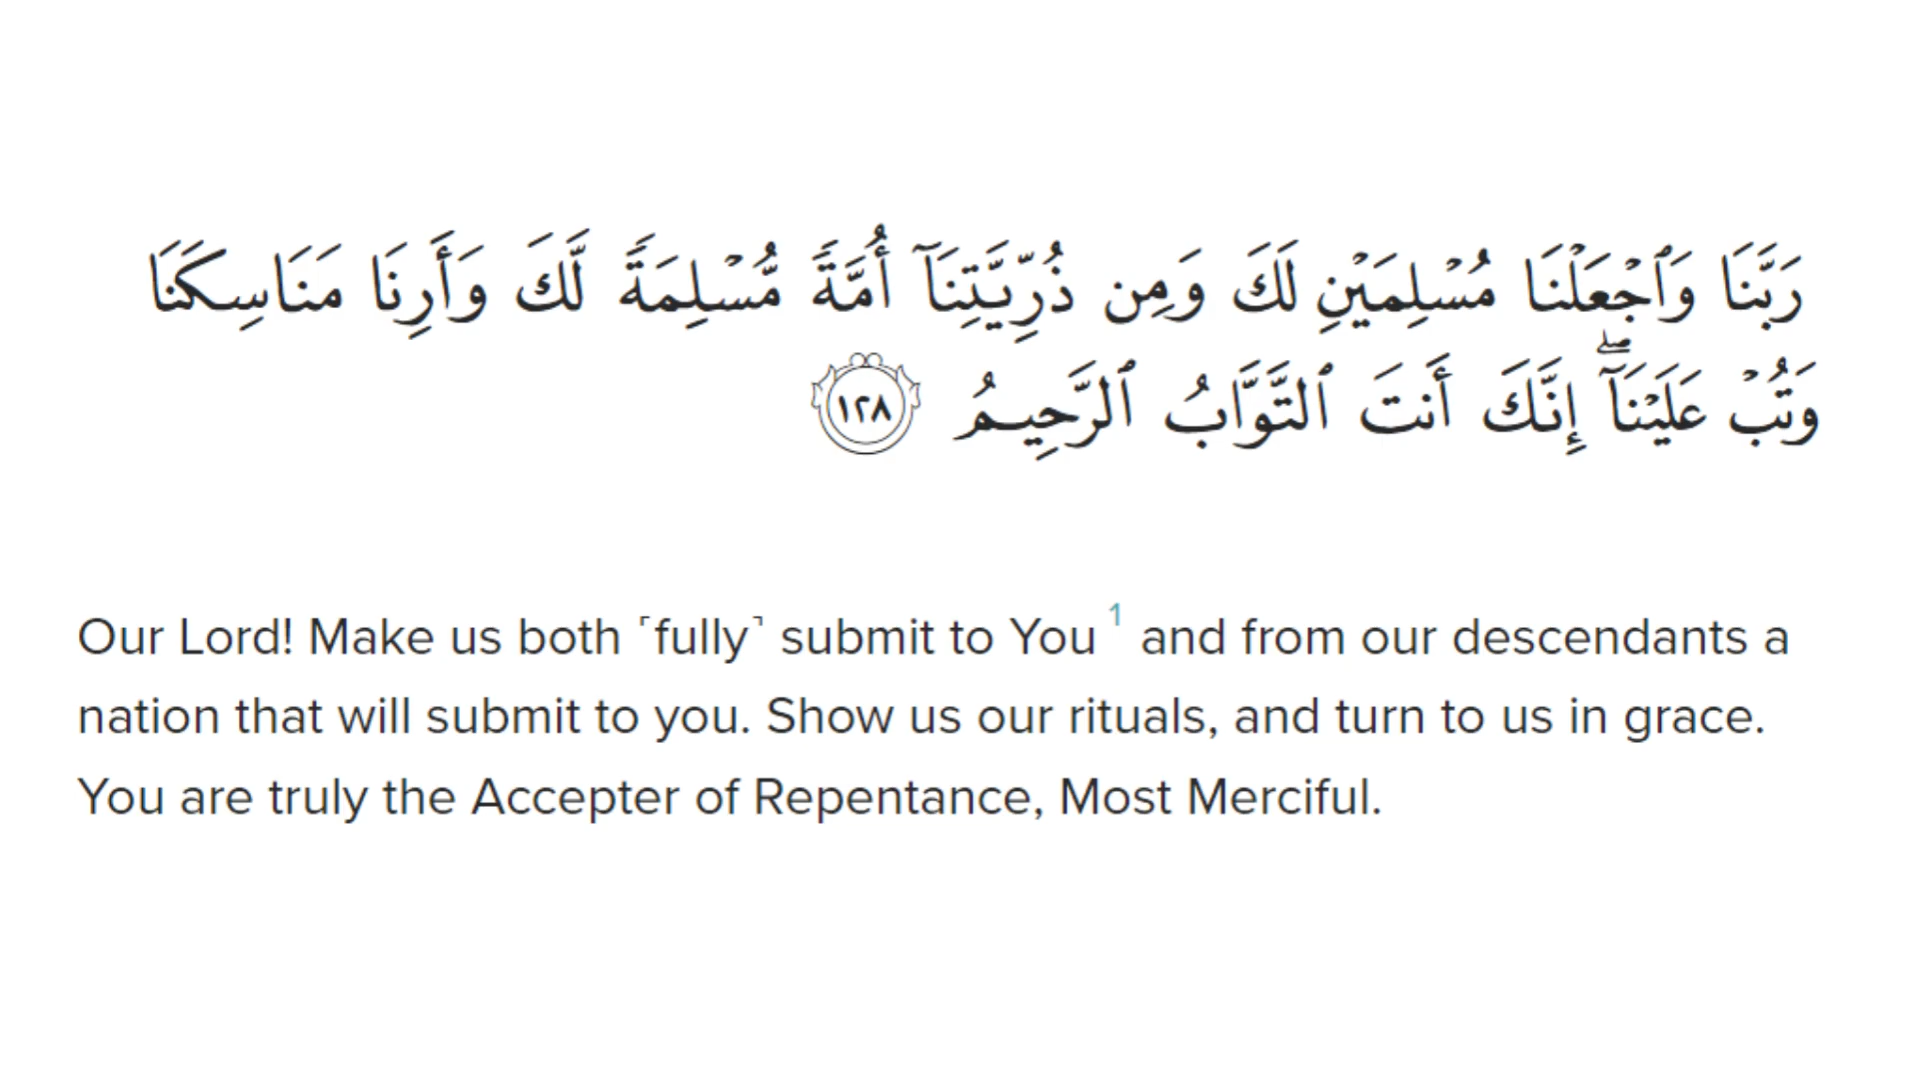 رَبَّنَا وَٱجۡعَلۡنَا مُسۡلِمَيۡنِ لَكَ وَمِن ذُرِّيَّتِنَآ أُمَّةٗ مُّسۡلِمَةٗ لَّكَ وَأَرِنَا مَنَاسِكَنَا
وَتُبۡ عَلَيۡنَآۖ إِنَّكَ أَنتَ ٱلتَّوَّابُ ٱلرَّحِيمُ ١٢٨
Our Lord! Make us both ˹fully˺ submit to You 1 and from our descendants a
nation that will submit to you. Show us our rituals, and turn to us in grace.
You are truly the Accepter of Repentance, Most Merciful.